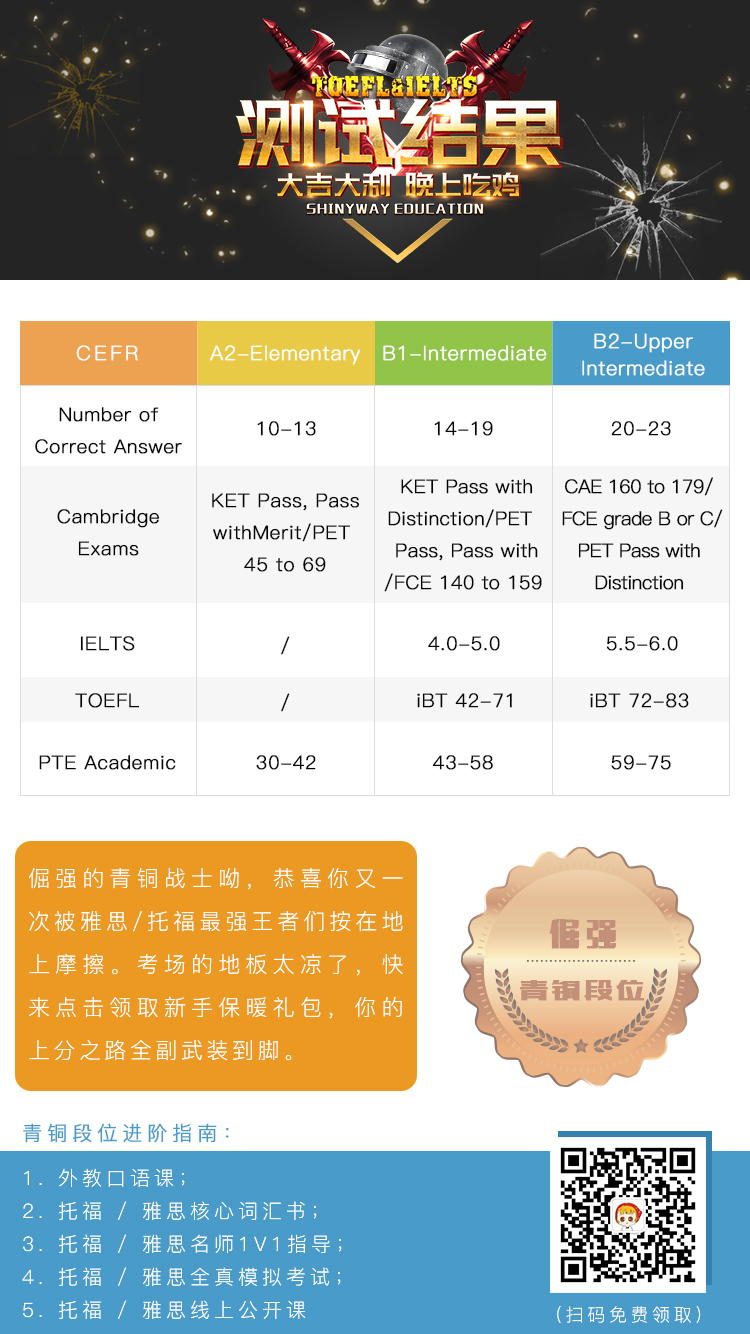 TOEFL&IELTS
测试结果
大吉大利 晚上吃鸡
SHINYWAY EDUCATION
CEFR
A2-Elementary
B1-Intermediate
B2-Upper
Intermediate
Number of
Correct Answer
10-13
14-19
20-23
Cambridge
Exams
KET Pass, Pass
withMerit/PET
45 to 69
KET Pass with
Distinction/PET
Pass, Pass with
/FCE 140 to 159
CAE 160 to 179/
FCE grade B or C/
PET Pass with
Distinction
IELTS
/
4.0-5.0
5.5-6.0
TOEFL
/
iBT 42-71
iBT 72-83
PTE Academic
30-42
43-58
59-75
倔强的青铜战士呦，恭喜你又一
次被雅思/托福最强王者们按在地
上摩擦。考场的地板太凉了，快
来点击领取新手保暖礼包，你的
上分之路全副武装到脚。
倔强
青铜段位
青铜段位进阶指南：
1. 外教口语课；
2. 托福 / 雅思核心词汇书；
3. 托福 / 雅思名师1V1指导；
4. 托福 / 雅思全真模拟考试；
5. 托福 / 雅思线上公开课
（扫码免费领取）